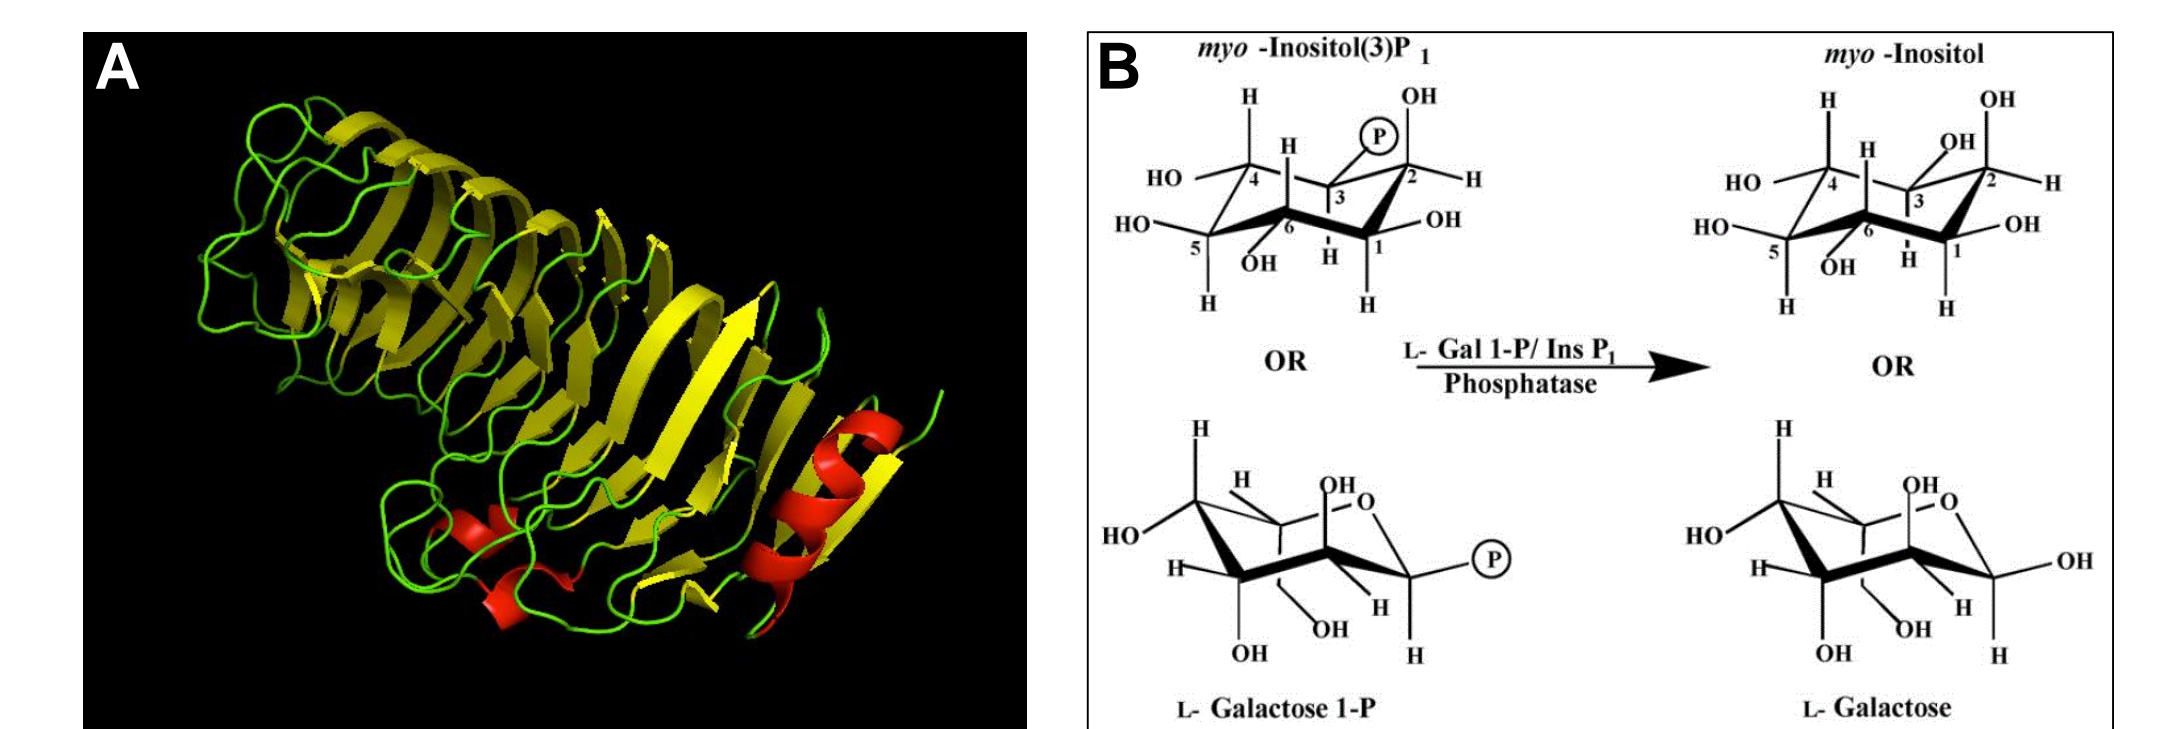 A
B
myo -Inositol(3)P 1
myo -Inositol
H
OH
P
H
HO
4
3
2
H
HO
5
6
1
OH
OH
H
H
H
H
OH
OH
H
HO
4
3
2
H
HO
5
6
1
OH
OH
H
H
H
OR
L- Gal 1-P/ Ins P1
Phosphatase
OR
H
H
OH
O
HO
H
P
H
OH
OH
H
H
H
OH
O
HO
H
OH
H
OH
OH
H
L- Galactose 1-P
L- Galactose